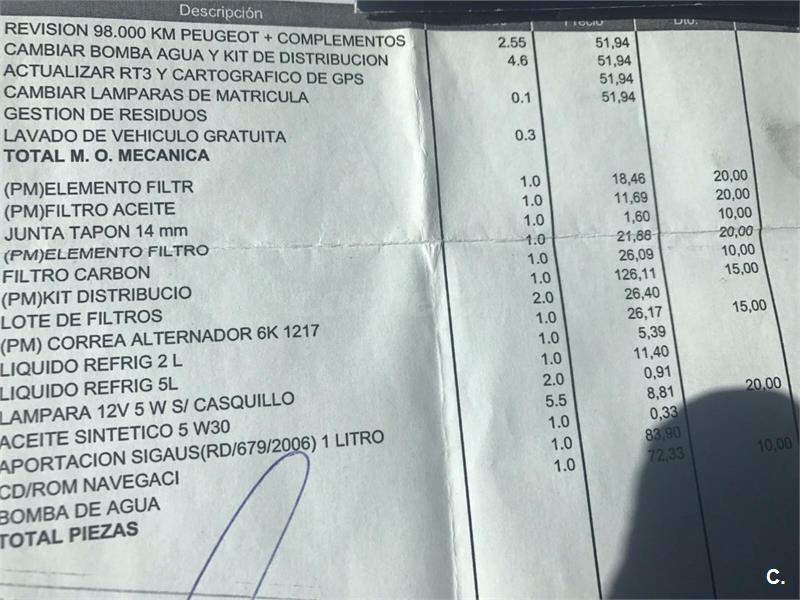 Descripción Precio Dto.
REVISION 98.000 KM PEUGEOT + COMPLEMENTOS 2.55 51,94
CAMBIAR BOMBA AGUA Y KIT DE DISTRIBUCION 4.6 51,94
ACTUALIZAR RT3 Y CARTOGRAFICO DE GPS 51,94
CAMBIAR LAMPARAS DE MATRICULA 0.1 51,94
GESTION DE RESIDUOS
LAVADO DE VEHICULO GRATUITA 0.3
TOTAL M. O. MECANICA
(PM)ELEMENTO FILTR 1.0 18,46 20,00
(PM)FILTRO ACEITE 1.0 11,69 20,00
JUNTA TAPON 14 mm 1.0 1,60 10,00
(PM)ELEMENTO FILTRO 1.0 21,88 20,00
FILTRO CARBON 1.0 26,09 10,00
(PM)KIT DISTRIBUCIO 1.0 126,11 15,00
LOTE DE FILTROS 2.0 26,40
(PM) CORREA ALTERNADOR 6K 1217 1.0 26,17 15,00
LIQUIDO REFRIG 2 L 1.0 5,39
LIQUIDO REFRIG 5L 1.0 11,40
LAMPARA 12V 5 W S/ CASQUILLO 2.0 0,91
ACEITE SINTETICO 5 W30 5.5 8,81 20,00
APORTACION SIGAUS(RD/679/2006) 1 LITRO 1.0 0,33
CD/ROM NAVEGACI 1.0 83,90
BOMBA DE AGUA 1.0 72,33 10,00
TOTAL PIEZAS
C.